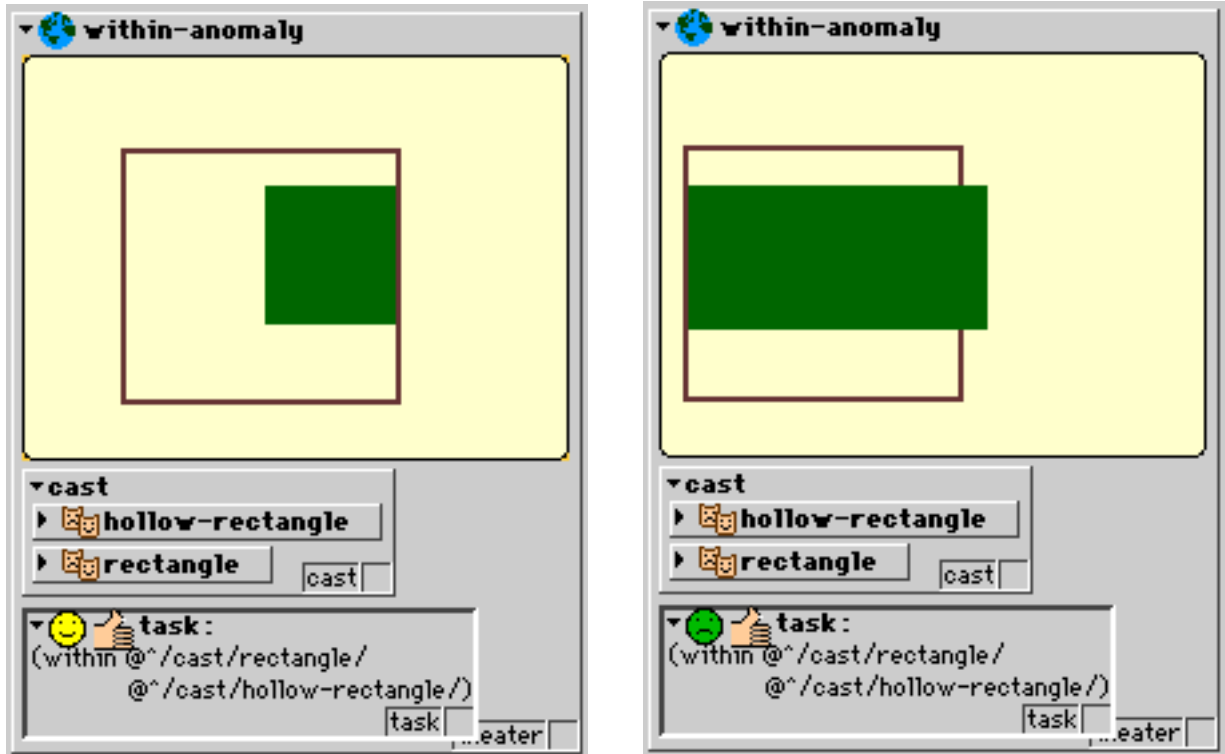 within-anomaly
cast
hollow-rectangle
rectangle
cast
task:
(within @^/cast/rectangle/
@^/cast/hollow-rectangle/)
task
within-anomaly
cast
hollow-rectangle
rectangle
cast
task:
(within @^/cast/rectangle/
@^/cast/hollow-rectangle/)
task